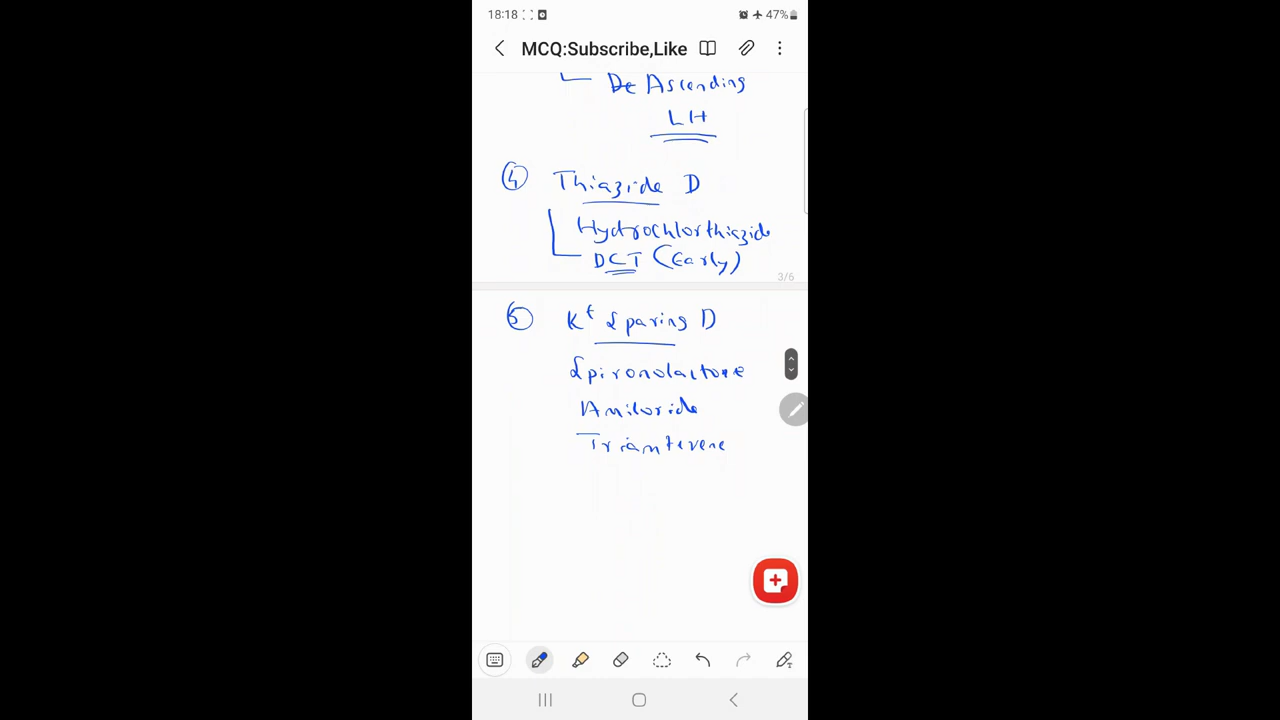 18:18 47%
MCQ:Subscribe,Like
De Ascending
LH
④ Thiazide D
Hydrochlorthiazide
DCT (Early)
3/6
⑤ K+ Sparing D
Spironolactone
Amiloride
Triamterene